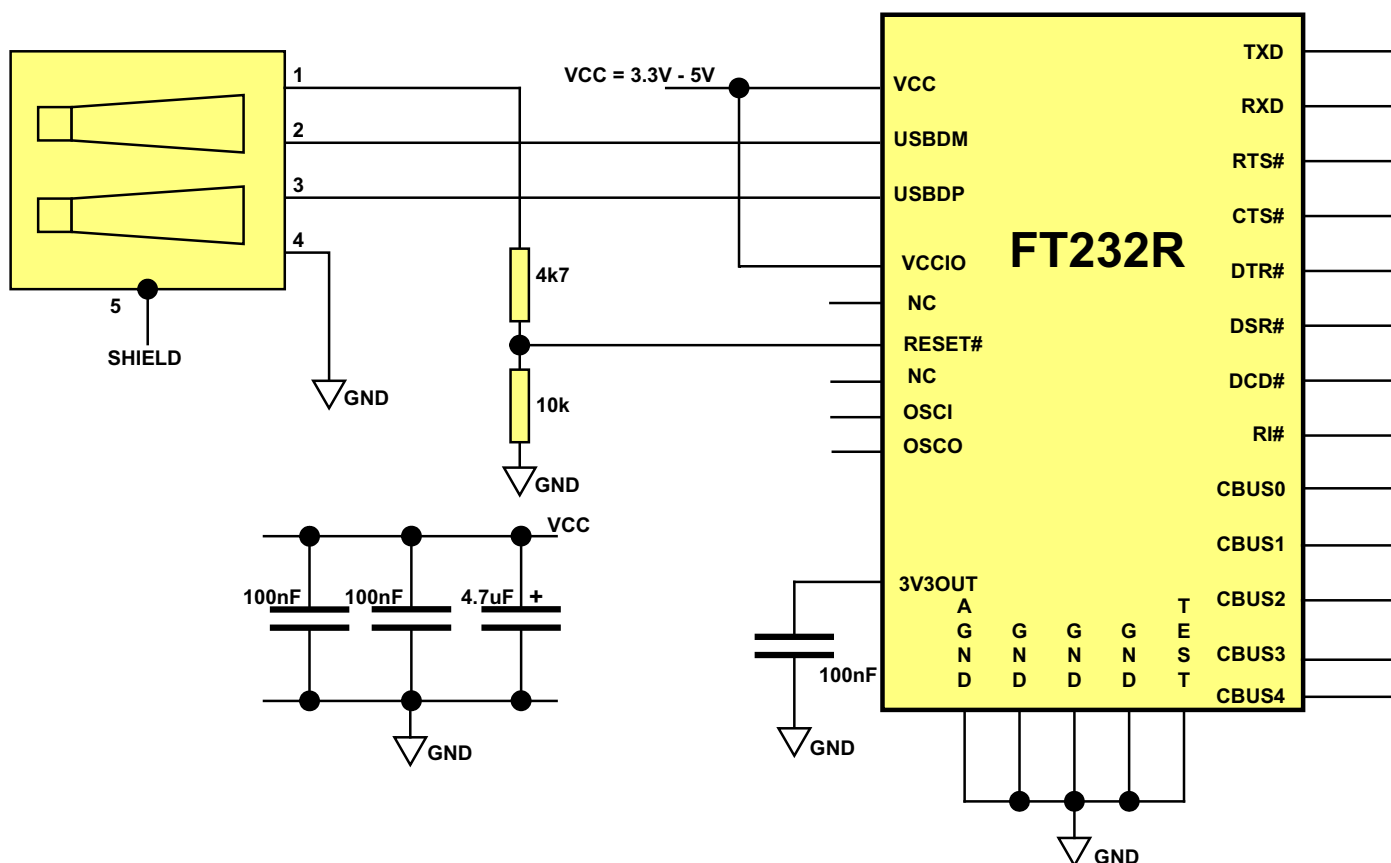 1
2
3
4
5
SHIELD
GND
VCC = 3.3V - 5V
4k7
10k
GND
VCC
100nF
100nF
4.7uF +
GND
FT232R
VCC
USBDM
USBDP
VCCIO
NC
RESET#
NC
OSCI
OSCO
3V3OUT
100nF
GND
AGND
GND
GND
GND
TEST
GND
TXD
RXD
RTS#
CTS#
DTR#
DSR#
DCD#
RI#
CBUS0
CBUS1
CBUS2
CBUS3
CBUS4